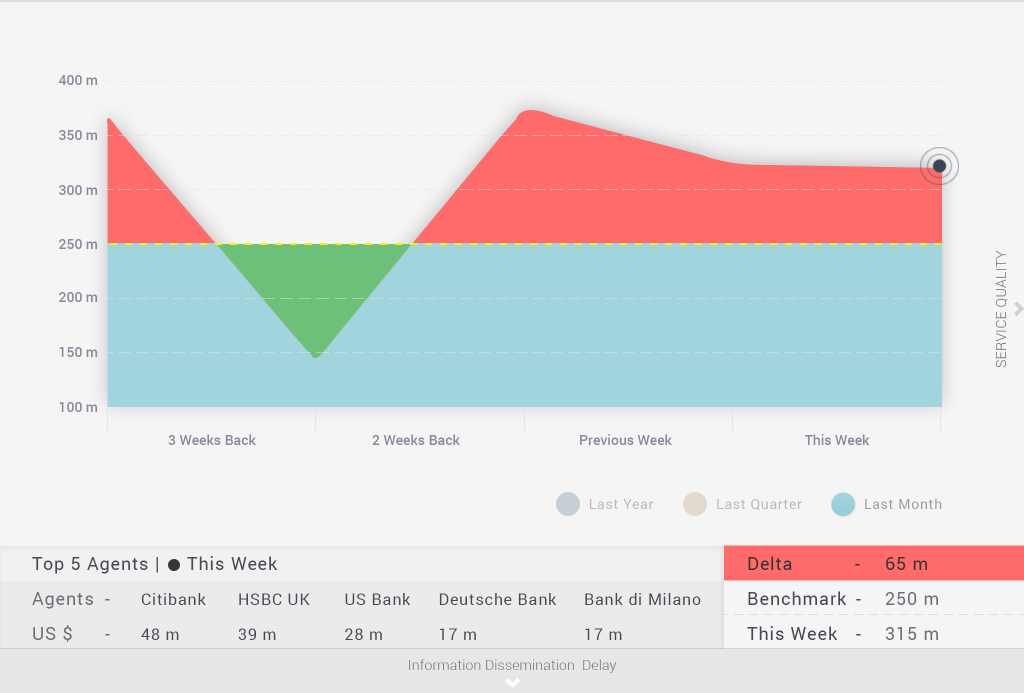 400 m
350 m
300 m
250 m
200 m
150 m
100 m
3 Weeks Back 2 Weeks Back Previous Week This Week
SERVICE QUALITY
Last Year Last Quarter Last Month
Top 5 Agents | ● This Week
Agents - Citibank HSBC UK US Bank Deutsche Bank Bank di Milano
US $ - 48 m 39 m 28 m 17 m 17 m
Delta - 65 m
Benchmark - 250 m
This Week - 315 m
Information Dissemination Delay